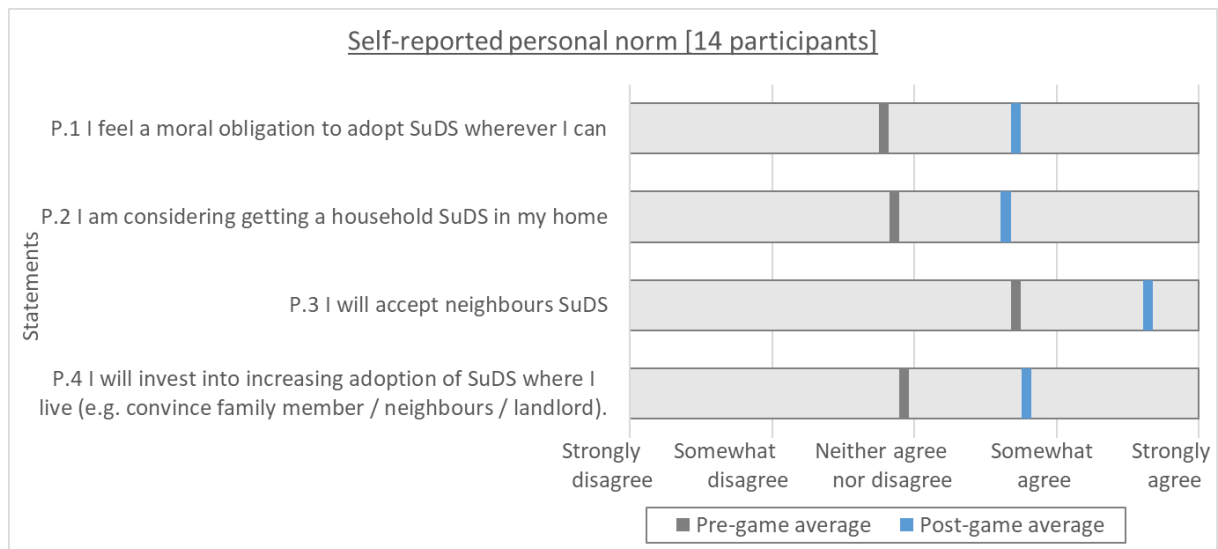 Self-reported personal norm [14 participants]
Statements
P.1 I feel a moral obligation to adopt SuDS wherever I can
P.2 I am considering getting a household SuDS in my home
P.3 I will accept neighbours SuDS
P.4 I will invest into increasing adoption of SuDS where I
live (e.g. convince family member / neighbours / landlord).
Strongly Somewhat Neither agree Somewhat Strongly
disagree disagree nor disagree agree agree
Pre-game average Post-game average